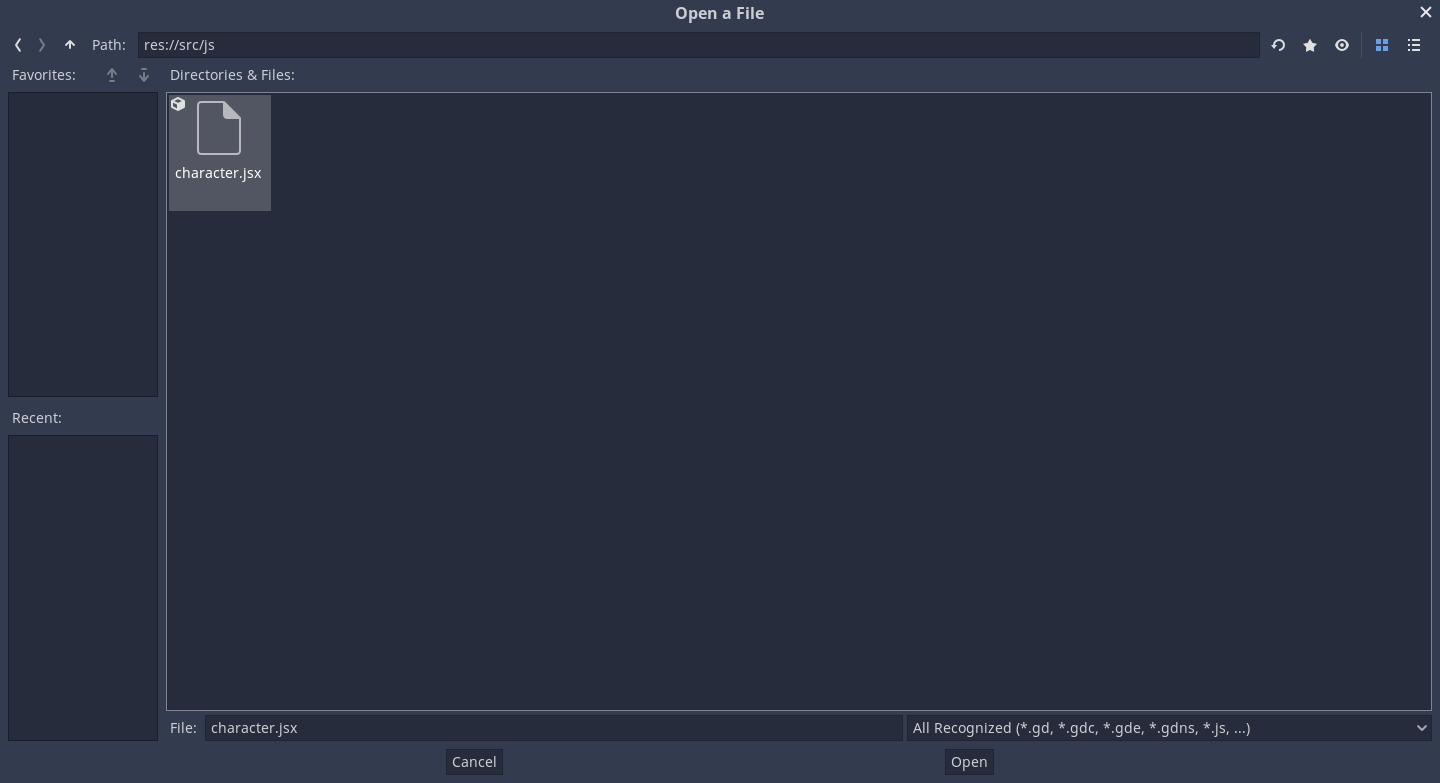 Open a File
Path: res://src/js
Favorites:
Directories & Files:
character.jsx
Recent:
File: character.jsx All Recognized (*.gd, *.gdc, *.gde, *.gdns, *.js, ...)
Cancel Open